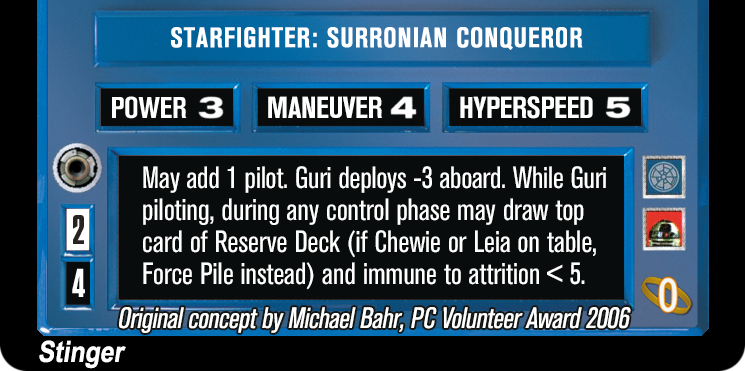 STARFIGHTER: SURRONIAN CONQUEROR
POWER 3 MANEUVER 4 HYPERSPEED 5
May add 1 pilot. Guri deploys -3 aboard. While Guri
piloting, during any control phase may draw top
card of Reserve Deck (if Chewie or Leia on table,
Force Pile instead) and immune to attrition < 5.
2
4
0
Original concept by Michael Bahr, PC Volunteer Award 2006
Stinger